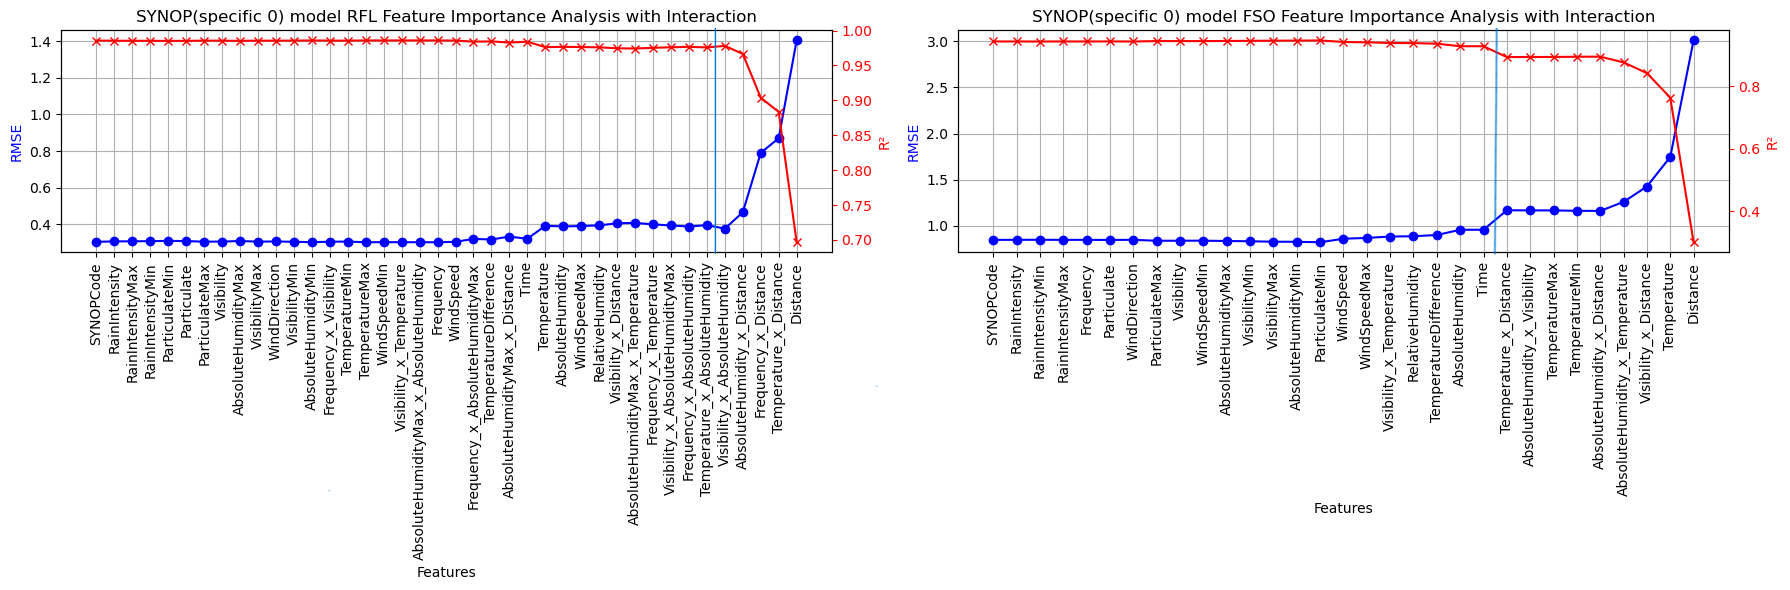 SYNOP(specific 0) model RFL Feature Importance Analysis with Interaction
RMSE
1.4
1.2
1.0
0.8
0.6
0.4
R²
1.00
0.95
0.90
0.85
0.80
0.75
0.70
SYNOPCode
RainIntensity
RainIntensityMax
RainIntensityMin
ParticulateMin
Particulate
ParticulateMax
Visibility
AbsoluteHumidityMax
VisibilityMax
WindDirection
VisibilityMin
AbsoluteHumidityMin
Frequency_x_Visibility
TemperatureMin
TemperatureMax
WindSpeedMin
Visibility_x_Temperature
AbsoluteHumidityMax_x_AbsoluteHumidity
Frequency
WindSpeed
Frequency_x_AbsoluteHumidityMax
TemperatureDifference
AbsoluteHumidityMax_x_Distance
Time
Temperature
AbsoluteHumidity
WindSpeedMax
RelativeHumidity
Visibility_x_Distance
AbsoluteHumidityMax_x_Temperature
Frequency_x_Temperature
Visibility_x_AbsoluteHumidityMax
Frequency_x_AbsoluteHumidity
Temperature_x_AbsoluteHumidity
Visibility_x_AbsoluteHumidity
AbsoluteHumidity_x_Distance
Frequency_x_Distance
Temperature_x_Distance
Distance
Features
SYNOP(specific 0) model FSO Feature Importance Analysis with Interaction
RMSE
3.0
2.5
2.0
1.5
1.0
R²
0.8
0.6
0.4
SYNOPCode
RainIntensity
RainIntensityMin
RainIntensityMax
Frequency
Particulate
WindDirection
ParticulateMax
Visibility
WindSpeedMin
AbsoluteHumidityMax
VisibilityMin
VisibilityMax
AbsoluteHumidityMin
ParticulateMin
WindSpeed
WindSpeedMax
Visibility_x_Temperature
RelativeHumidity
TemperatureDifference
AbsoluteHumidity
Time
Temperature_x_Distance
AbsoluteHumidity_x_Visibility
TemperatureMax
TemperatureMin
AbsoluteHumidity_x_Distance
AbsoluteHumidity_x_Temperature
Visibility_x_Distance
Temperature
Distance
Features